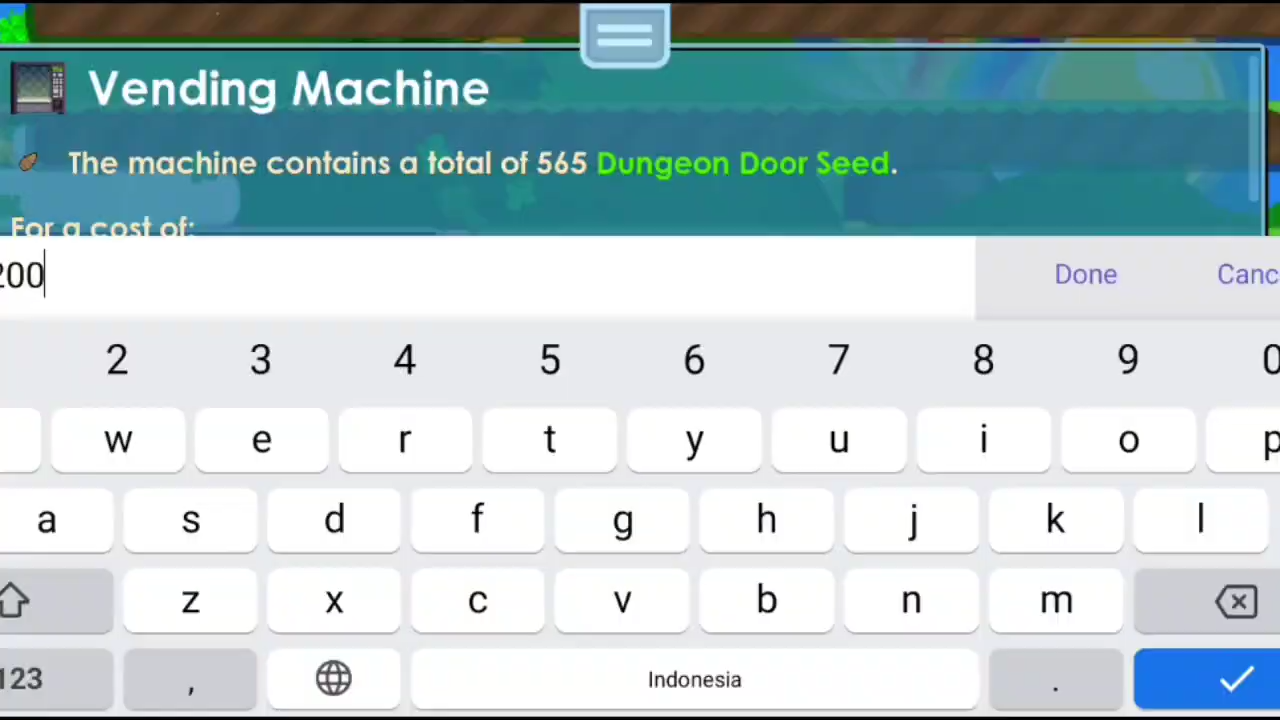 Vending Machine
The machine contains a total of 565 Dungeon Door Seed.
For a cost of:
200
Done Canc
2 3 4 5 6 7 8 9 0
w e r t y u i o p
a s d f g h j k l
z x c v b n m
123 , Indonesia .